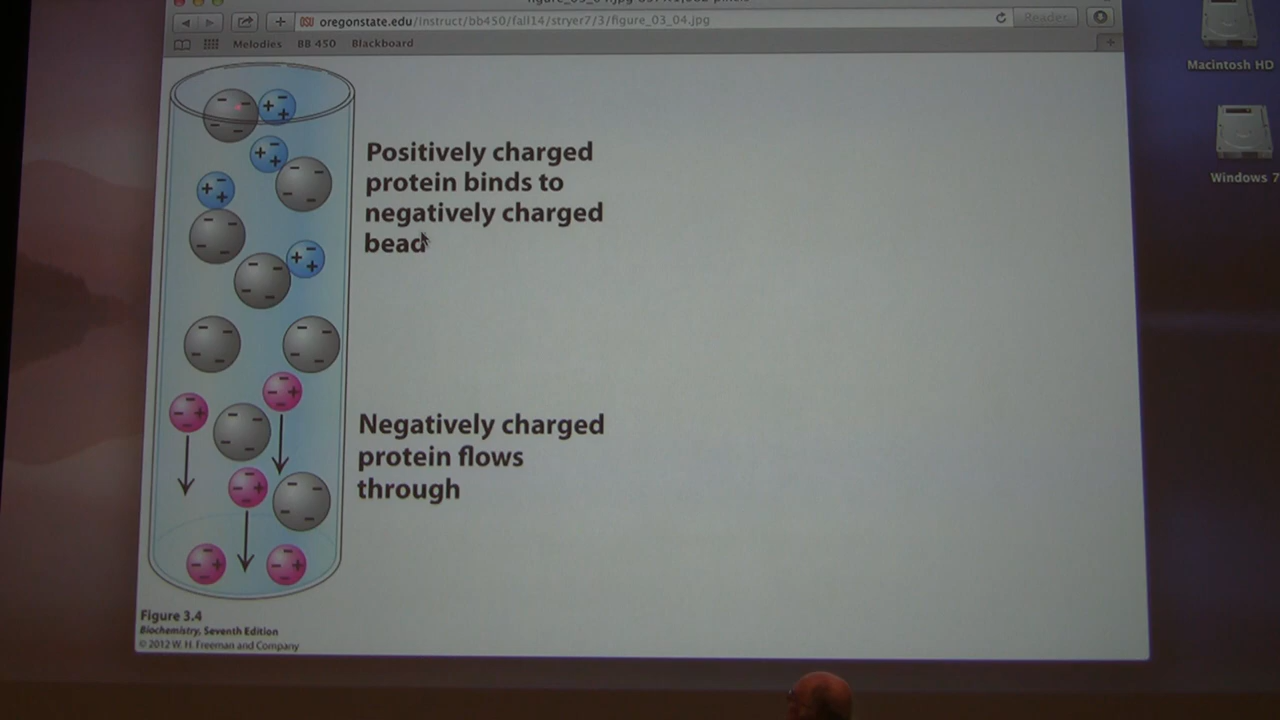 oregonstate.edu/instruct/bb450/fall14/stryer7/3/figure_03_04.jpg
Reader
Melodies BB 450 Blackboard
Macintosh HD
Windows 7
Positively charged
protein binds to
negatively charged
bead
Negatively charged
protein flows
through
Figure 3.4
Biochemistry, Seventh Edition
© 2012 W. H. Freeman and Company